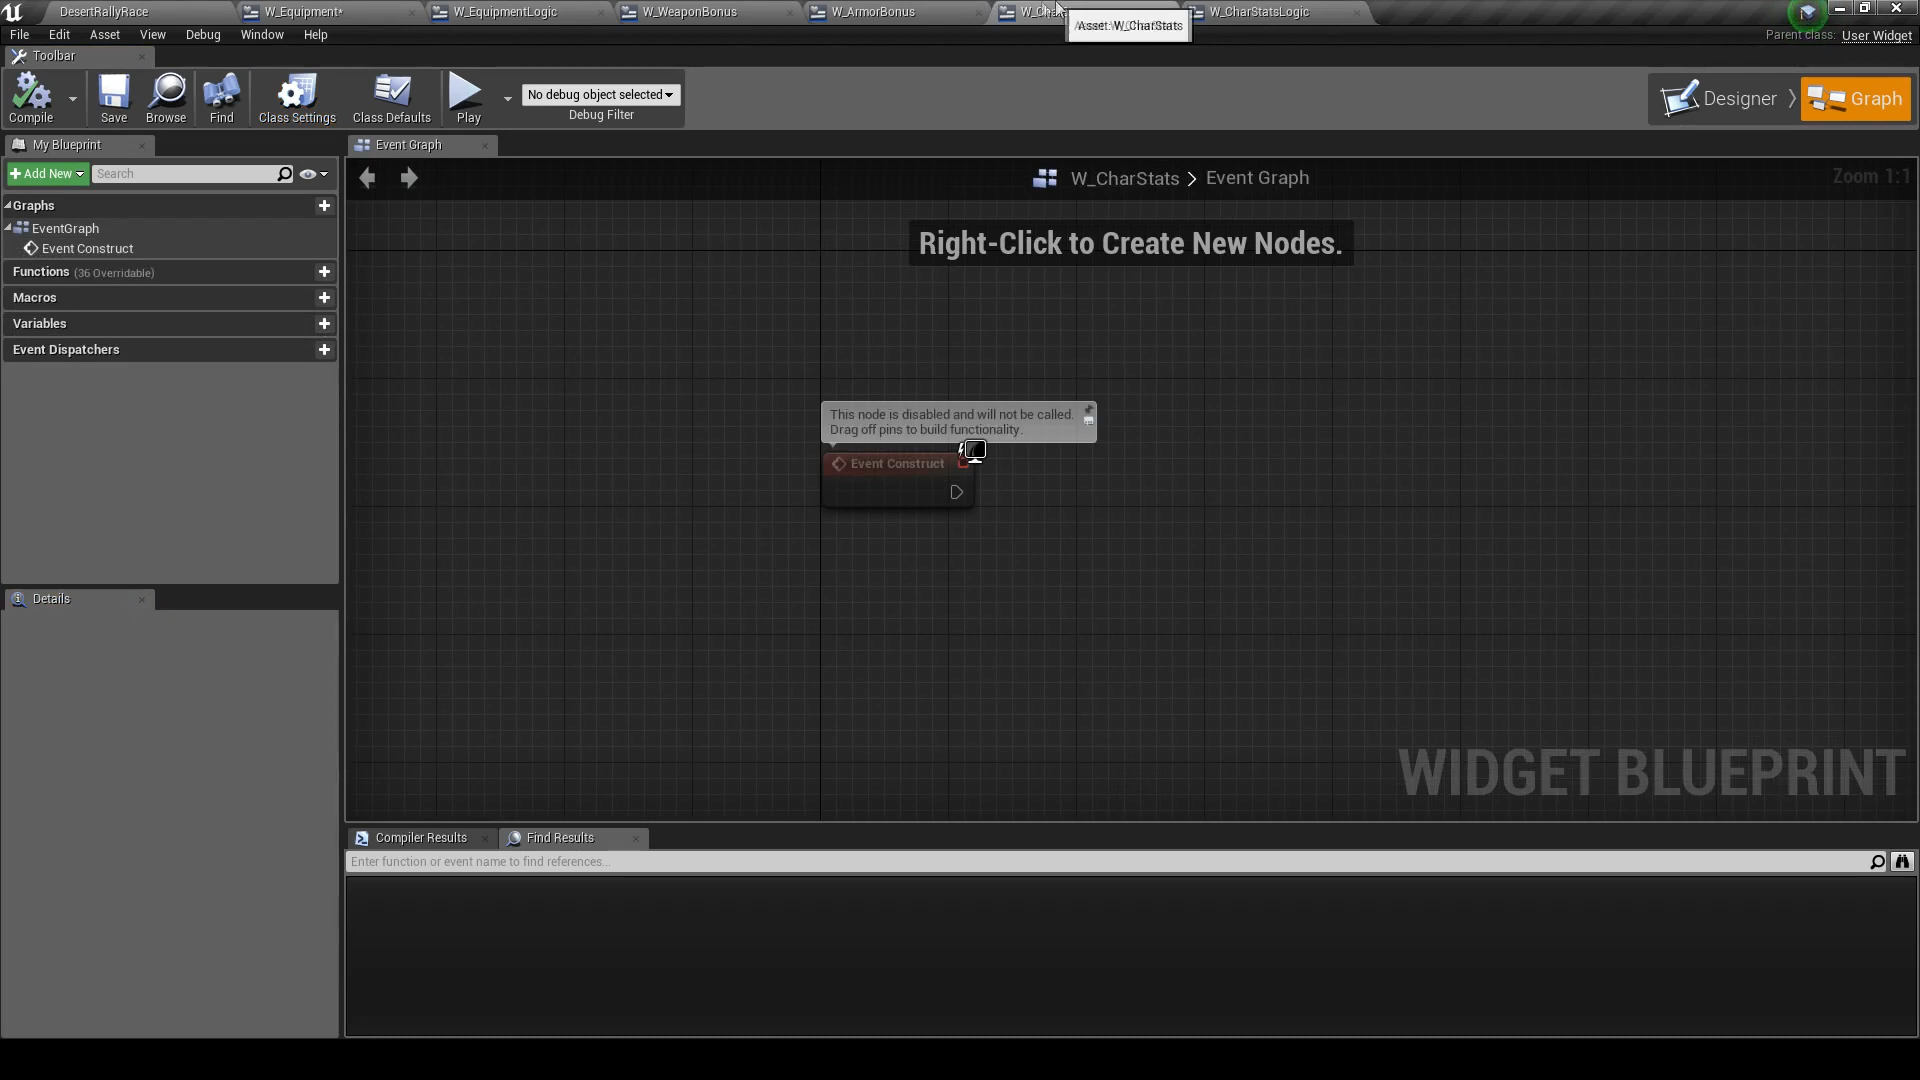 DesertRallyRace
W_Equipment*
W_EquipmentLogic
W_WeaponBonus
W_ArmorBonus
W_CharStatsLogic
Asset: W_CharStats
File
Edit
Asset
View
Debug
Window
Help
Parent class: User Widget
Toolbar
Compile
Save
Browse
Find
Class Settings
Class Defaults
Play
No debug object selected
Debug Filter
Designer
Graph
My Blueprint
Event Graph
Add New
Search
W_CharStats > Event Graph
Zoom 1:1
Graphs
EventGraph
Event Construct
Functions (36 Overridable)
Macros
Variables
Event Dispatchers
Right-Click to Create New Nodes.
This node is disabled and will not be called.
Drag off pins to build functionality.
Event Construct
Details
WIDGET BLUEPRINT
Compiler Results
Find Results
Enter function or event name to find references...